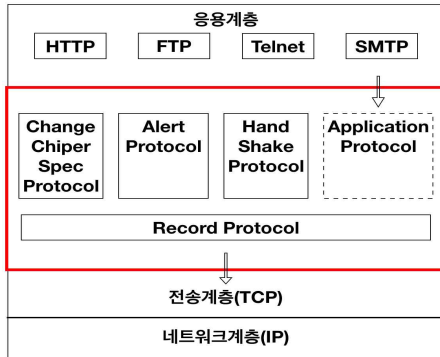 응용계층
HTTP FTP Telnet SMTP
Change Chiper Spec Protocol
Alert Protocol
Hand Shake Protocol
Application Protocol
Record Protocol
전송계층(TCP)
네트워크계층(IP)